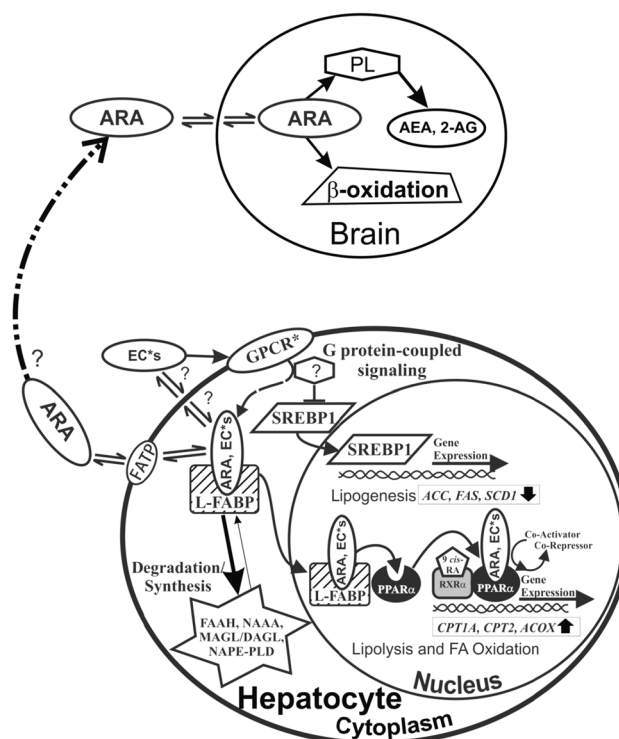 PL
ARA
ARA
AEA, 2-AG
β-oxidation
Brain
?
EC*s
GPCR*
G protein-coupled
signaling
?
?
?
ARA
FATP
ARA, EC*s
L-FABP
SREBP1
SREBP1
Gene
Expression
Lipogenesis ACC, FAS, SCD1
Degradation/
Synthesis
FAAH, NAAA,
MAGL/DAGL,
NAPE-PLD
ARA, EC*s
L-FABP
PPARα
9 cis-
RA
RXRα
ARA, EC*s
PPARα
Co-Activator
Co-Repressor
Gene
Expression
CPT1A, CPT2, ACOX
Lipolysis and FA Oxidation
Nucleus
Hepatocyte
Cytoplasm